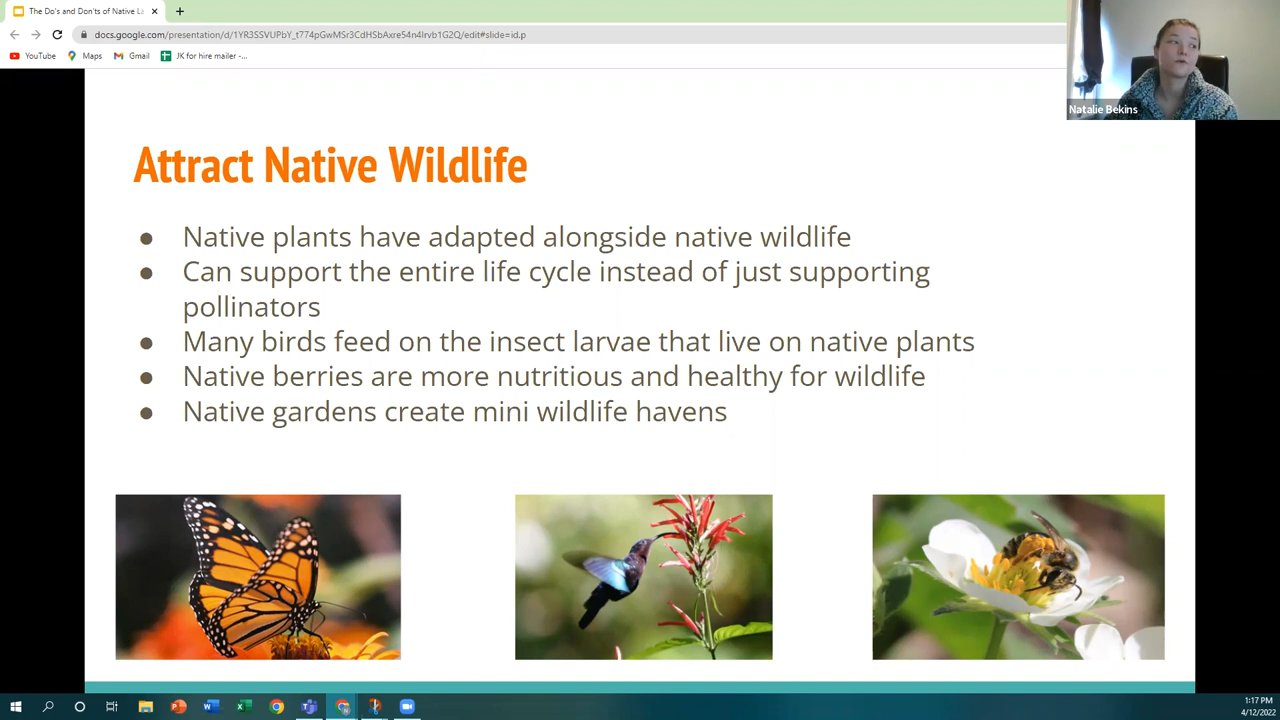 The Do's and Don'ts of Native La
docs.google.com/presentation/d/1YR3SSVUPbY_t774pGwMSr3CdHSbAxre54n4Irvb1G2Q/edit#slide=id.p
YouTube Maps Gmail JK for hire mailer -...
Natalie Bekins
Attract Native Wildlife
● Native plants have adapted alongside native wildlife
● Can support the entire life cycle instead of just supporting
pollinators
● Many birds feed on the insect larvae that live on native plants
● Native berries are more nutritious and healthy for wildlife
● Native gardens create mini wildlife havens
1:17 PM
4/12/2022